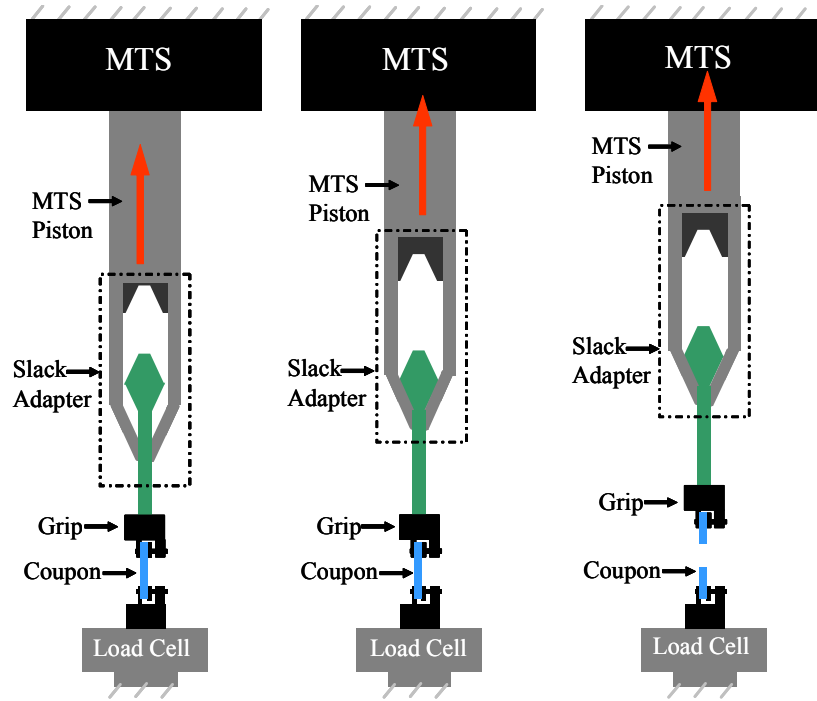 MTS
MTS
Piston
Slack
Adapter
Grip
Coupon
Load Cell
MTS
MTS
Piston
Slack
Adapter
Grip
Coupon
Load Cell
MTS
MTS
Piston
Slack
Adapter
Grip
Coupon
Load Cell